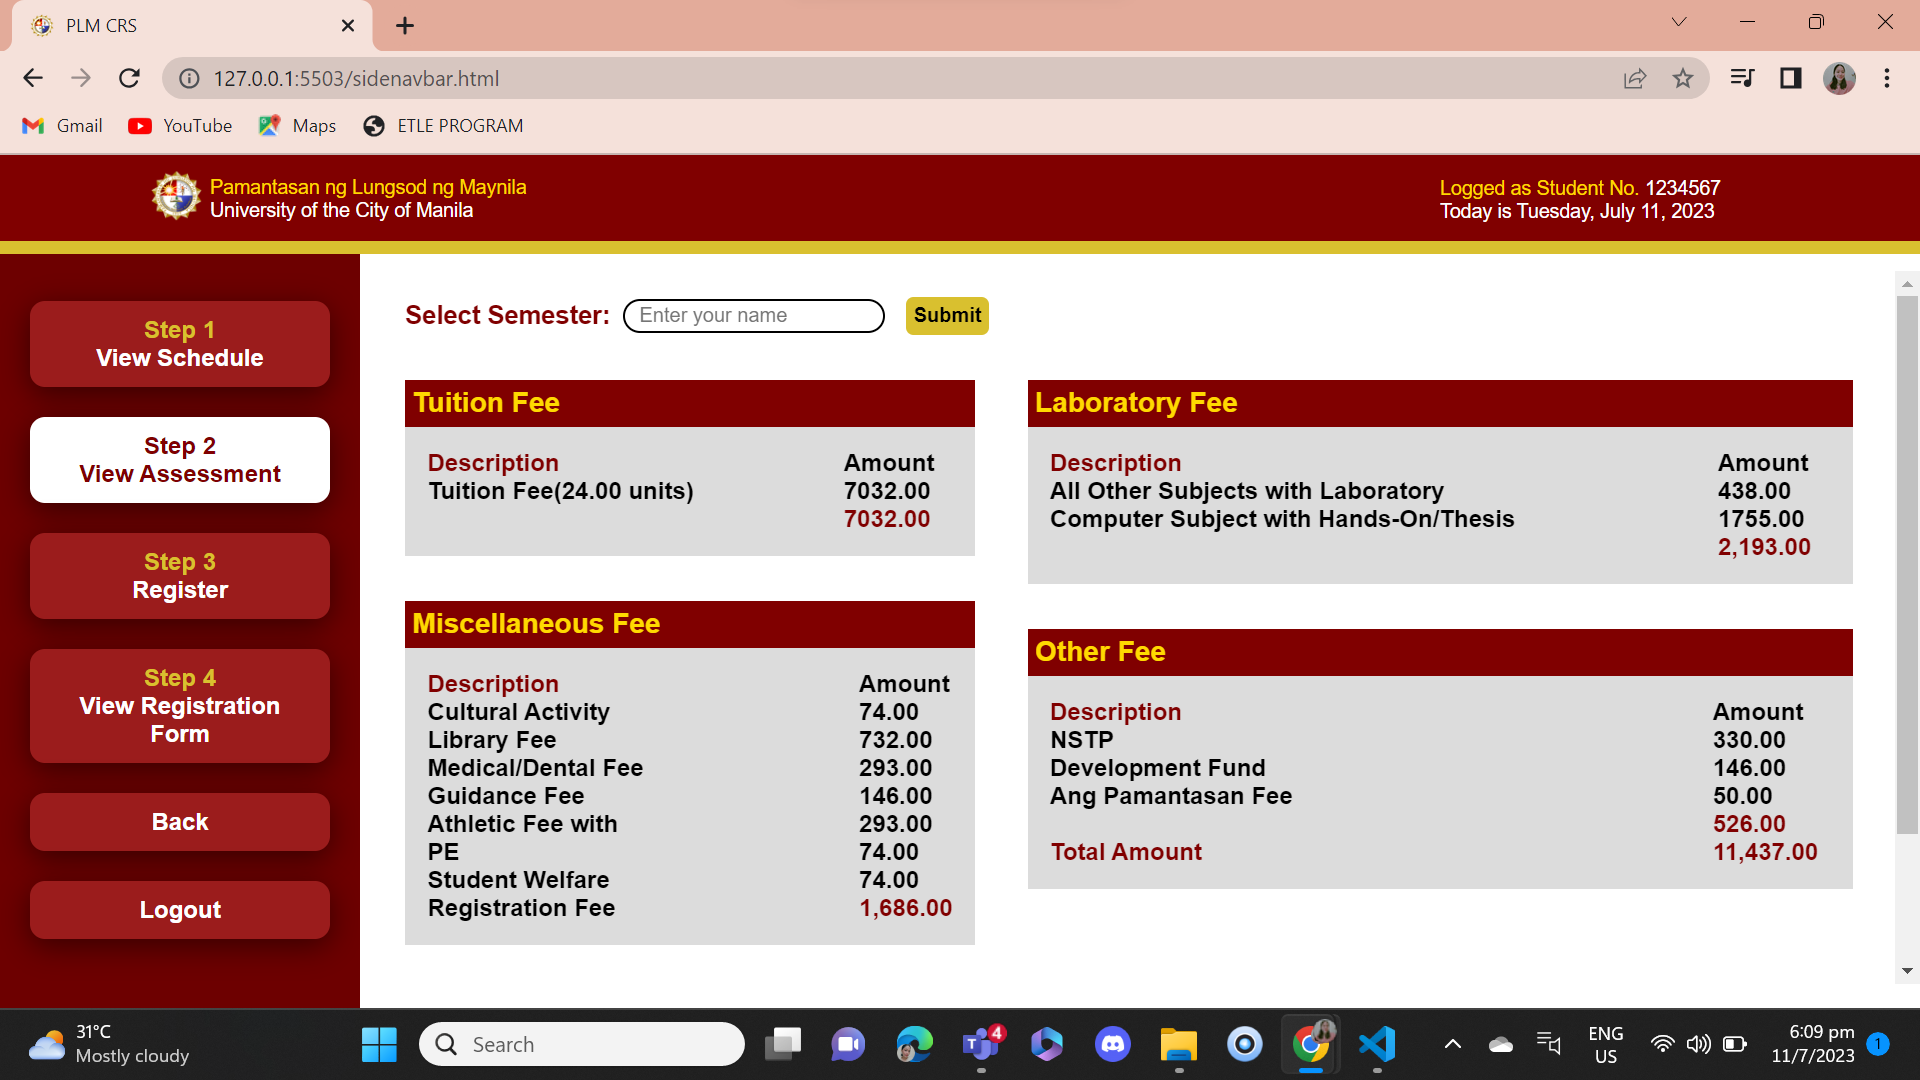 PLM CRS
127.0.0.1:5503/sidenavbar.html
Gmail
YouTube
Maps
ETLE PROGRAM
Pamantasan ng Lungsod ng Maynila
University of the City of Manila
Logged as Student No. 1234567
Today is Tuesday, July 11, 2023
Step 1
View Schedule
Step 2
View Assessment
Step 3
Register
Step 4
View Registration
Form
Back
Logout
Select Semester: Enter your name Submit
Tuition Fee
Description Amount
Tuition Fee(24.00 units) 7032.00
7032.00
Miscellaneous Fee
Description Amount
Cultural Activity 74.00
Library Fee 732.00
Medical/Dental Fee 293.00
Guidance Fee 146.00
Athletic Fee with 293.00
PE 74.00
Student Welfare 74.00
Registration Fee 1,686.00
Laboratory Fee
Description Amount
All Other Subjects with Laboratory 438.00
Computer Subject with Hands-On/Thesis 1755.00
2,193.00
Other Fee
Description Amount
NSTP 330.00
Development Fund 146.00
Ang Pamantasan Fee 50.00
526.00
Total Amount 11,437.00
31°C
Mostly cloudy
Search
4
ENG
US
6:09 pm
11/7/2023
1